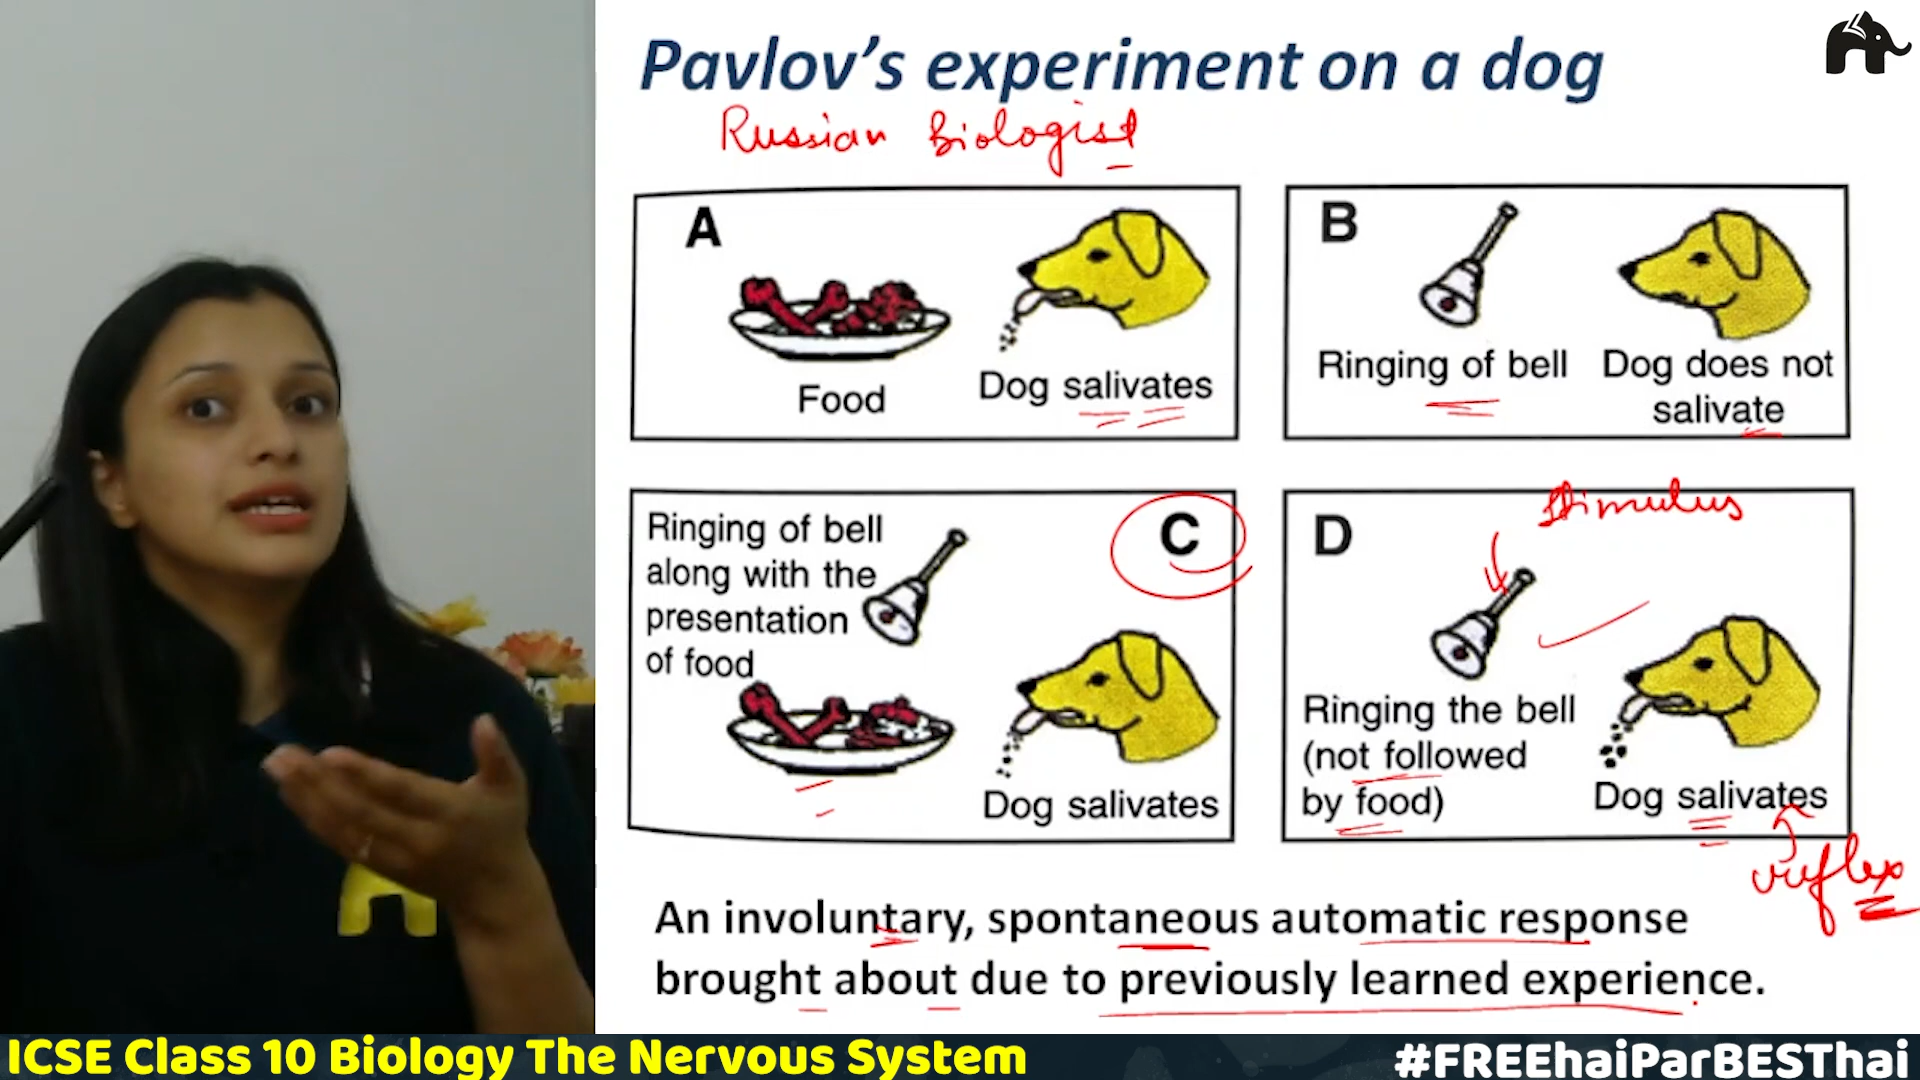 Pavlov’s experiment on a dog
Russian Biologist
A
Food
Dog salivates
B
Ringing of bell
Dog does not
salivate
Ringing of bell
along with the
presentation
of food
C
Dog salivates
Stimulus
D
Ringing the bell
(not followed
by food)
Dog salivates
reflex
An involuntary, spontaneous automatic response
brought about due to previously learned experience.
ICSE Class 10 Biology The Nervous System
#FREEhaiParBESThai